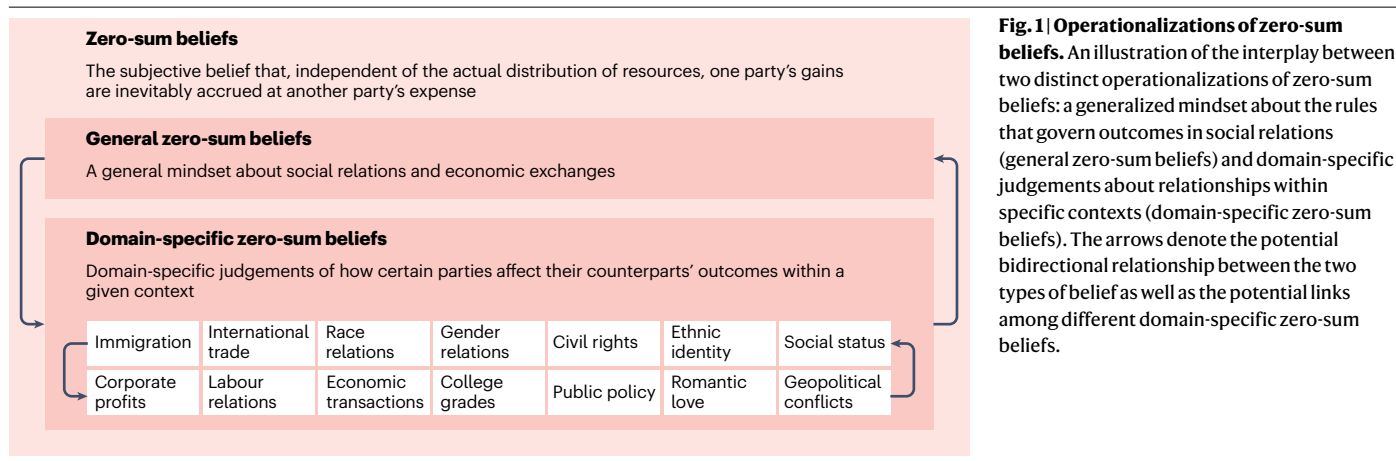 Zero-sum beliefs
The subjective belief that, independent of the actual distribution of resources, one party’s gains
are inevitably accrued at another party’s expense
General zero-sum beliefs
A general mindset about social relations and economic exchanges
Domain-specific zero-sum beliefs
Domain-specific judgements of how certain parties affect their counterparts’ outcomes within a
given context
Immigration
International
trade
Race
relations
Gender
relations
Civil rights
Ethnic
identity
Social status
Corporate
profits
Labour
relations
Economic
transactions
College
grades
Public policy
Romantic
love
Geopolitical
conflicts
Fig. 1 | Operationalizations of zero-sum
beliefs. An illustration of the interplay between
two distinct operationalizations of zero-sum
beliefs: a generalized mindset about the rules
that govern outcomes in social relations
(general zero-sum beliefs) and domain-specific
judgements about relationships within
specific contexts (domain-specific zero-sum
beliefs). The arrows denote the potential
bidirectional relationship between the two
types of belief as well as the potential links
among different domain-specific zero-sum
beliefs.